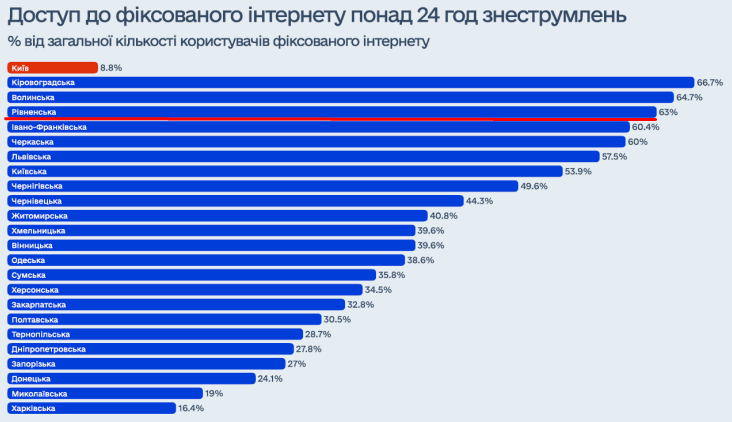 Доступ до фіксованого інтернету понад 24 год знеструмлень
% від загальної кількості користувачів фіксованого інтернету
Київ 8.8%
Кіровоградська 66.7%
Волинська 64.7%
Рівненська 63%
Івано-Франківська 60.4%
Черкаська 60%
Львівська 57.5%
Київська 53.9%
Чернігівська 49.6%
Чернівецька 44.3%
Житомирська 40.8%
Хмельницька 39.6%
Вінницька 39.6%
Одеська 38.6%
Сумська 35.8%
Херсонська 34.5%
Закарпатська 32.8%
Полтавська 30.5%
Тернопільська 28.7%
Дніпропетровська 27.8%
Запорізька 27%
Донецька 24.1%
Миколаївська 19%
Харківська 16.4%